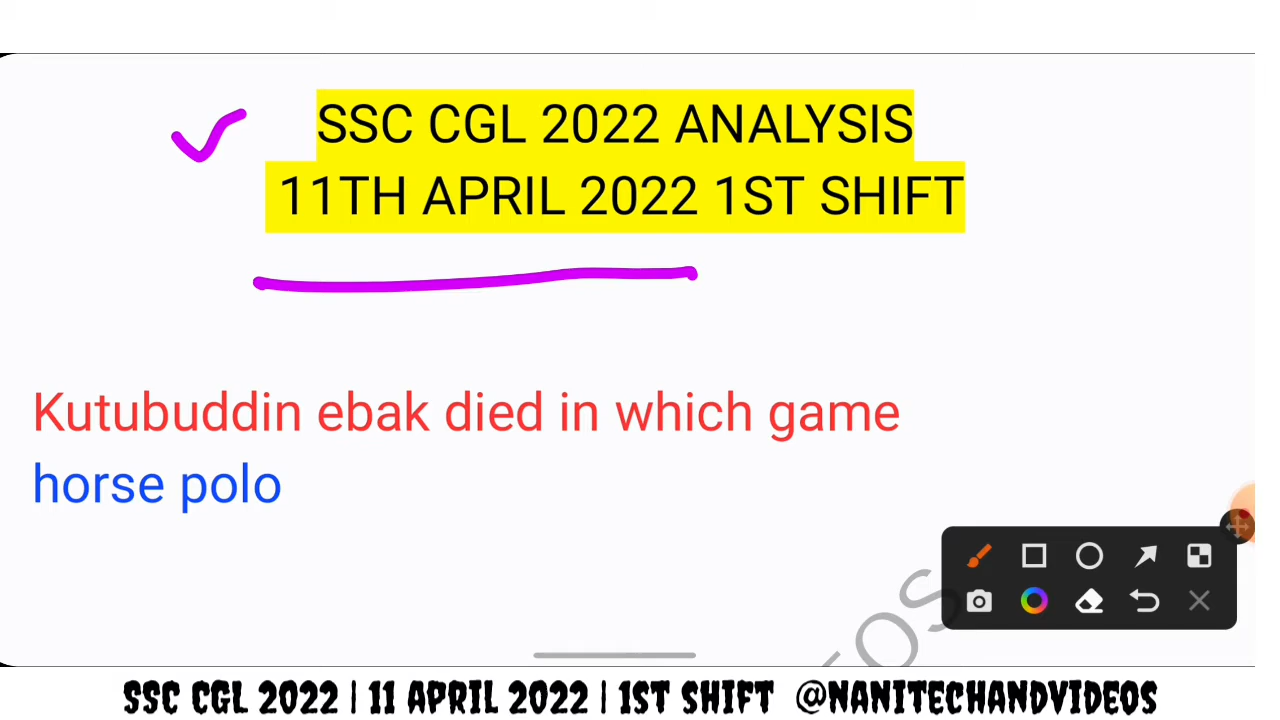 SSC CGL 2022 ANALYSIS
11TH APRIL 2022 1ST SHIFT
Kutubuddin ebak died in which game
horse polo
SSC CGL 2022 | 11 APRIL 2022 | 1ST SHIFT @NANITECHANDVIDEOS